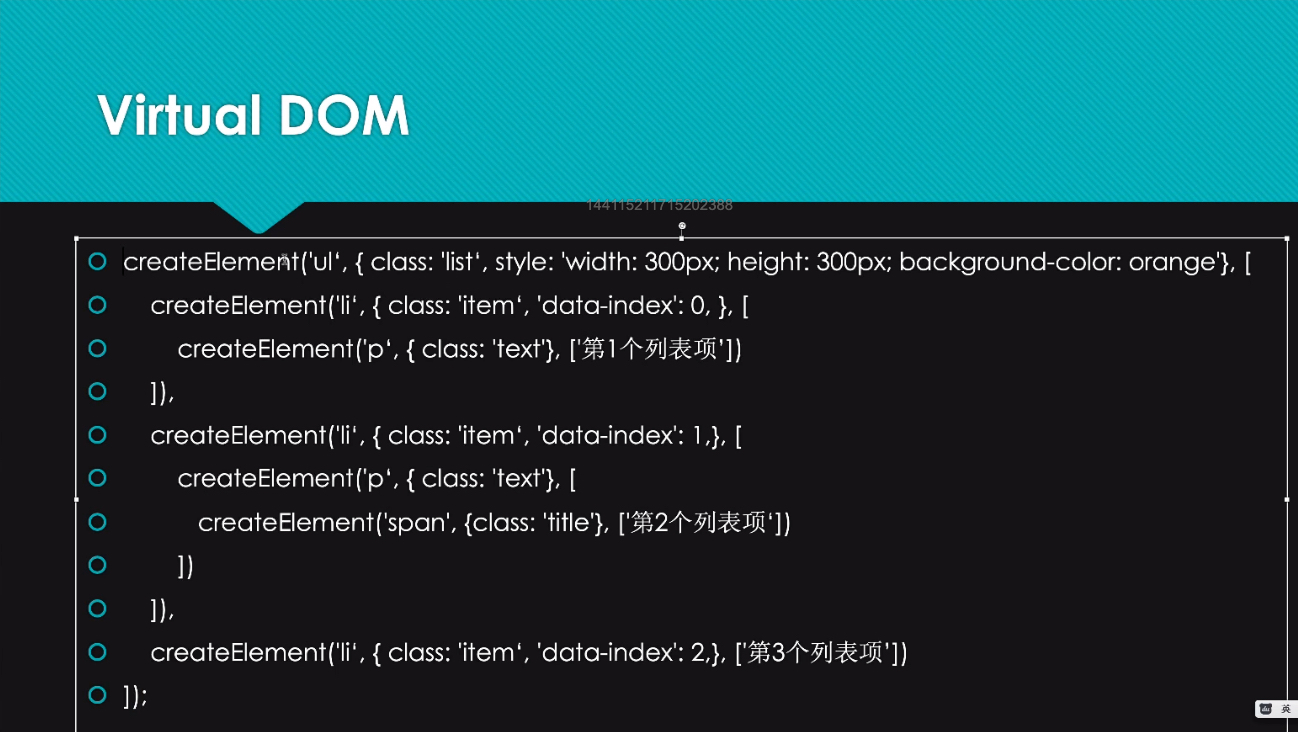 Virtual DOM
144115211715202388
createElement('ul‘, { class: 'list‘, style: 'width: 300px; height: 300px; background-color: orange'}, [
createElement('li‘, { class: 'item‘, 'data-index': 0, }, [
createElement('p‘, { class: 'text'}, ['第1个列表项’])
]),
createElement('li‘, { class: 'item‘, 'data-index': 1,}, [
createElement('p‘, { class: 'text'}, [
createElement('span', {class: 'title'}, ['第2个列表项‘])
])
]),
createElement('li‘, { class: 'item‘, 'data-index': 2,}, ['第3个列表项’])
]);
英